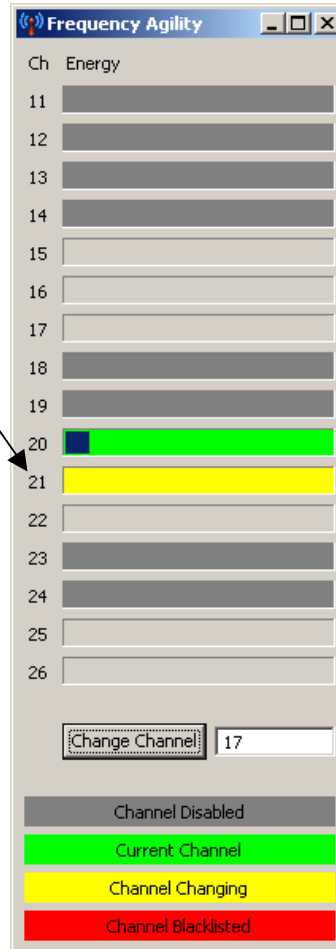 Frequency Agility
Ch Energy
11
12
13
14
15
16
17
18
19
20
21
22
23
24
25
26
Change Channel 17
Channel Disabled
Current Channel
Channel Changing
Channel Blacklisted